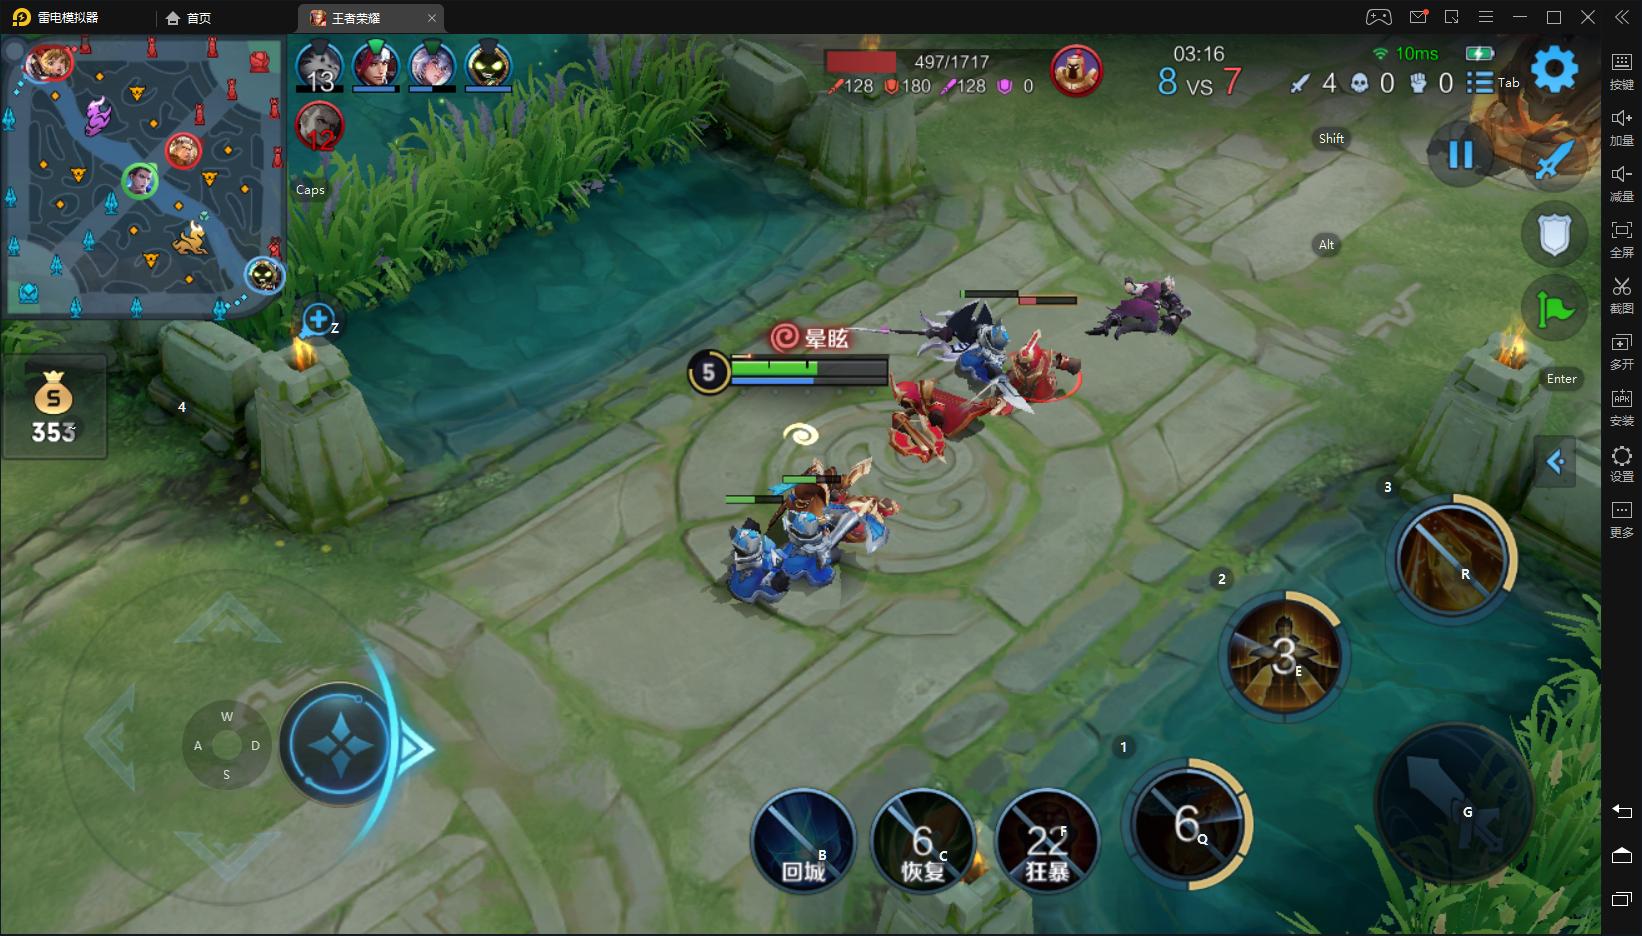 雷电模拟器
首页
王者荣耀
13
12
Caps
497/1717
128 180 128 0
03:16
8 VS 7
10ms
4 0 0
Tab
Shift
Alt
Enter
Z
353
4
晕眩
5
3
R
2
3
E
1
6
Q
G
W
A D
S
B
回城
6
C
恢复
22
F
狂暴
按键
加量
减量
全屏
截图
多开
APK
安装
设置
更多